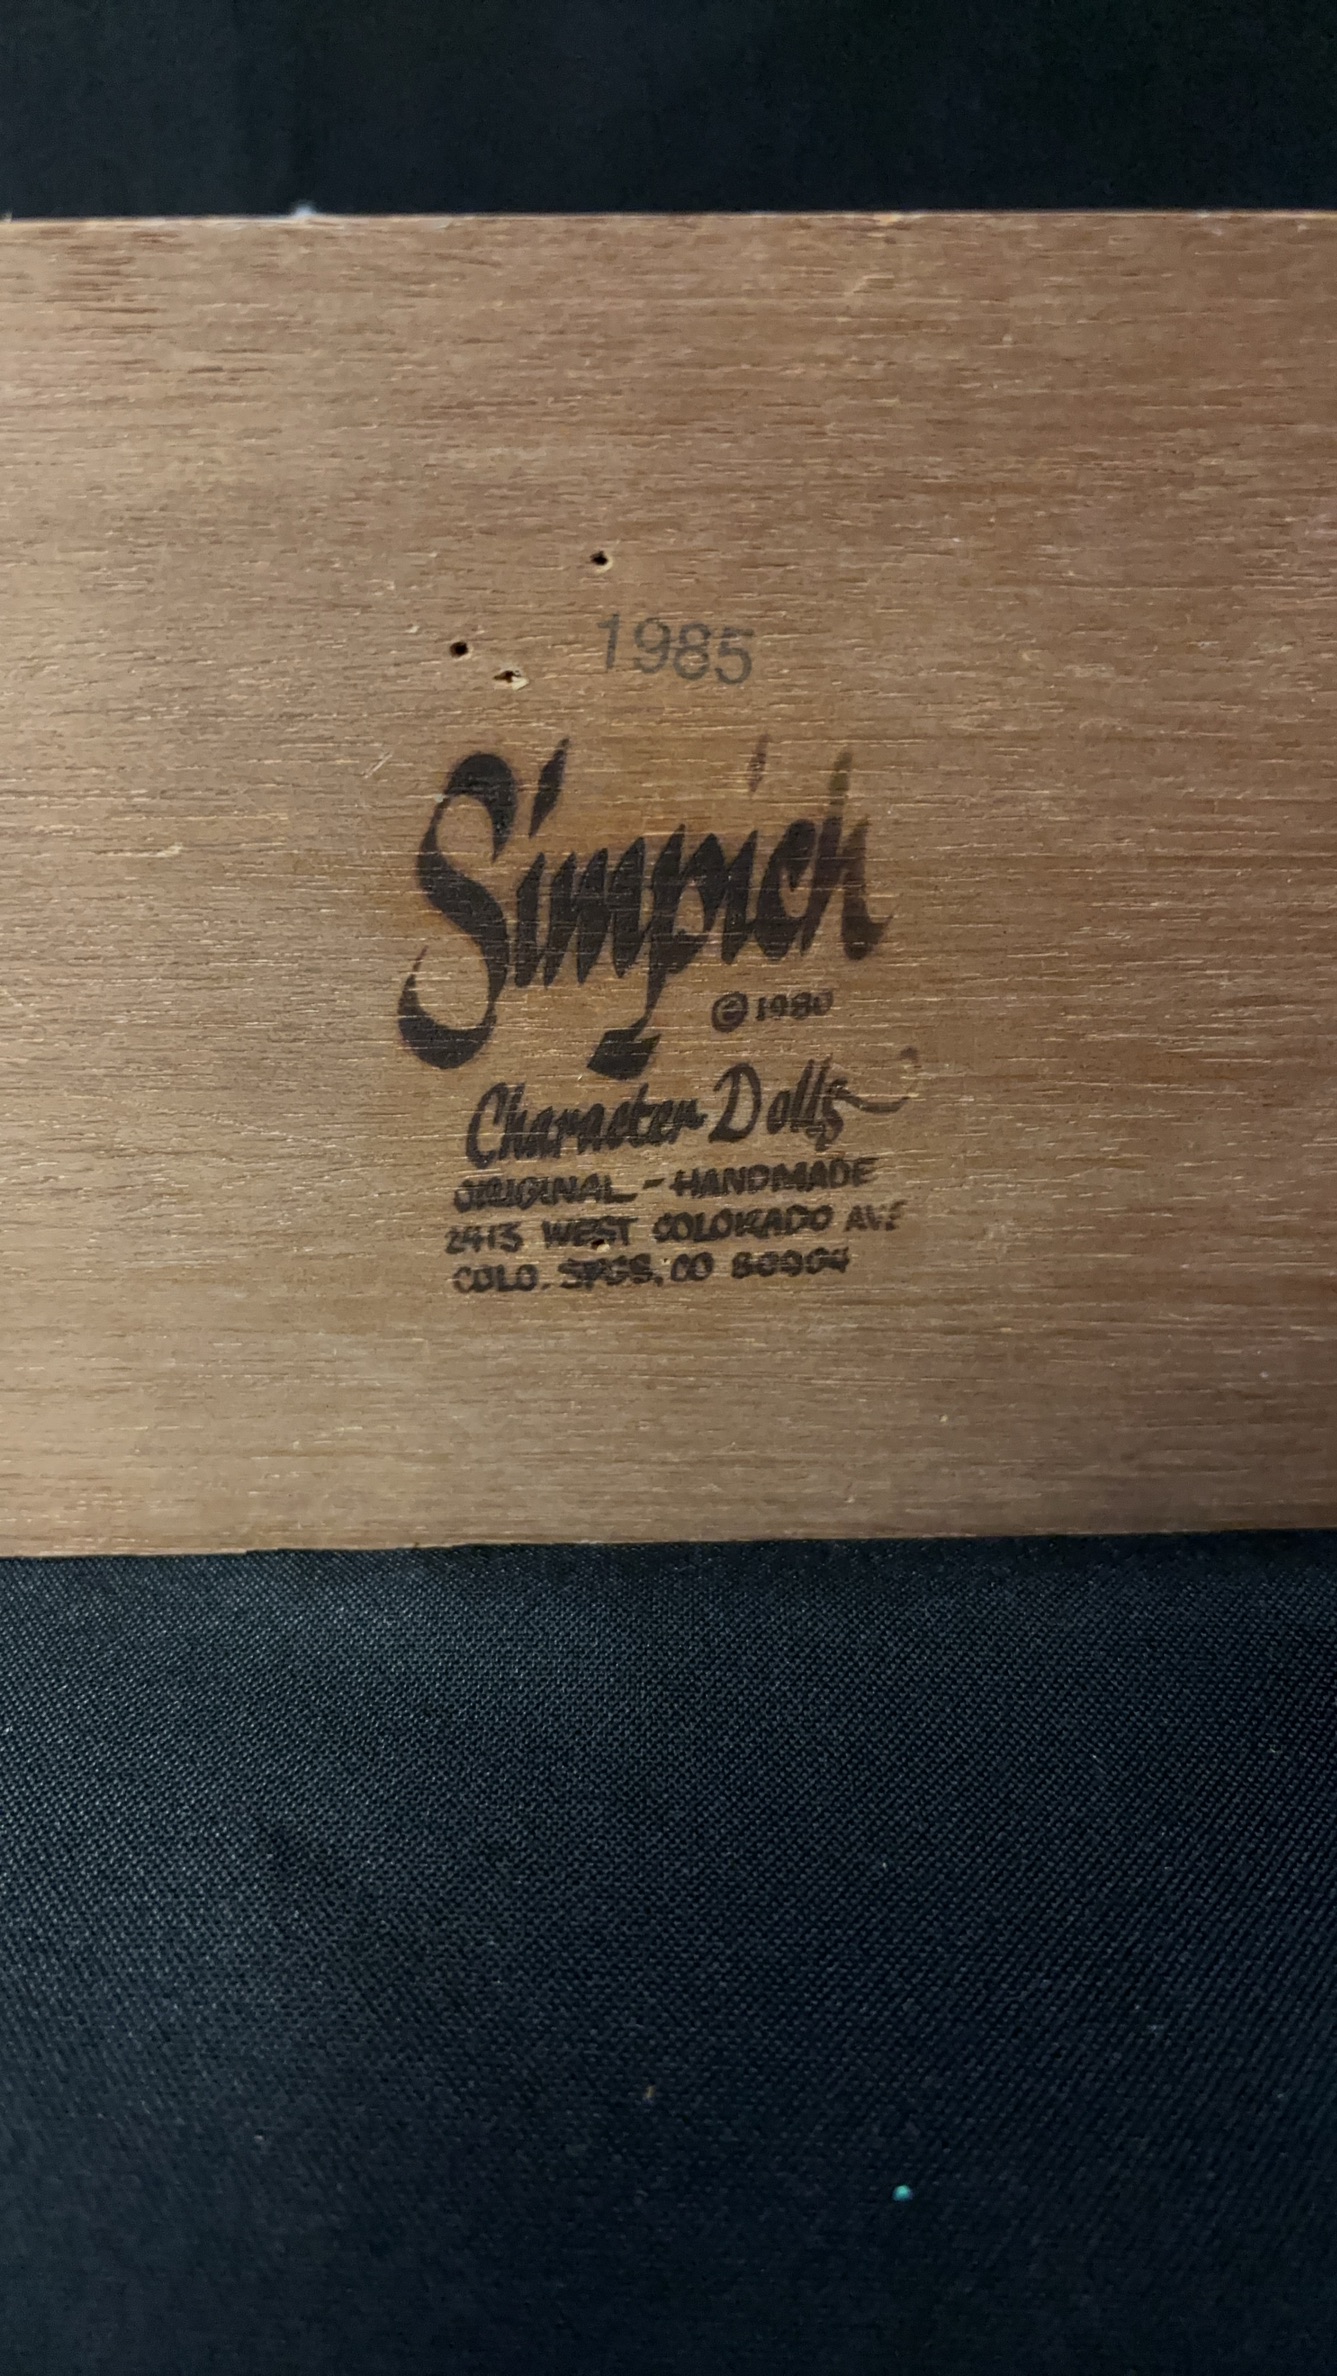 1985
Simpich
© 1980
Character Dolls
ORIGINAL - HANDMADE
2413 WEST COLORADO AVE
COLO. SPGS, CO 80904